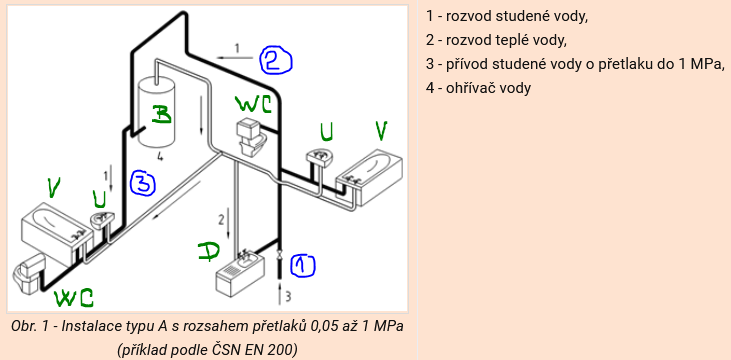 1 - rozvod studené vody,
2 - rozvod teplé vody,
3 - přívod studené vody o přetlaku do 1 MPa,
4 - ohřívač vody
1
2
WC
B
U
V
4
1
3
V
U
2
D
1
WC
3
Obr. 1 - Instalace typu A s rozsahem přetlaků 0,05 až 1 MPa
(příklad podle ČSN EN 200)